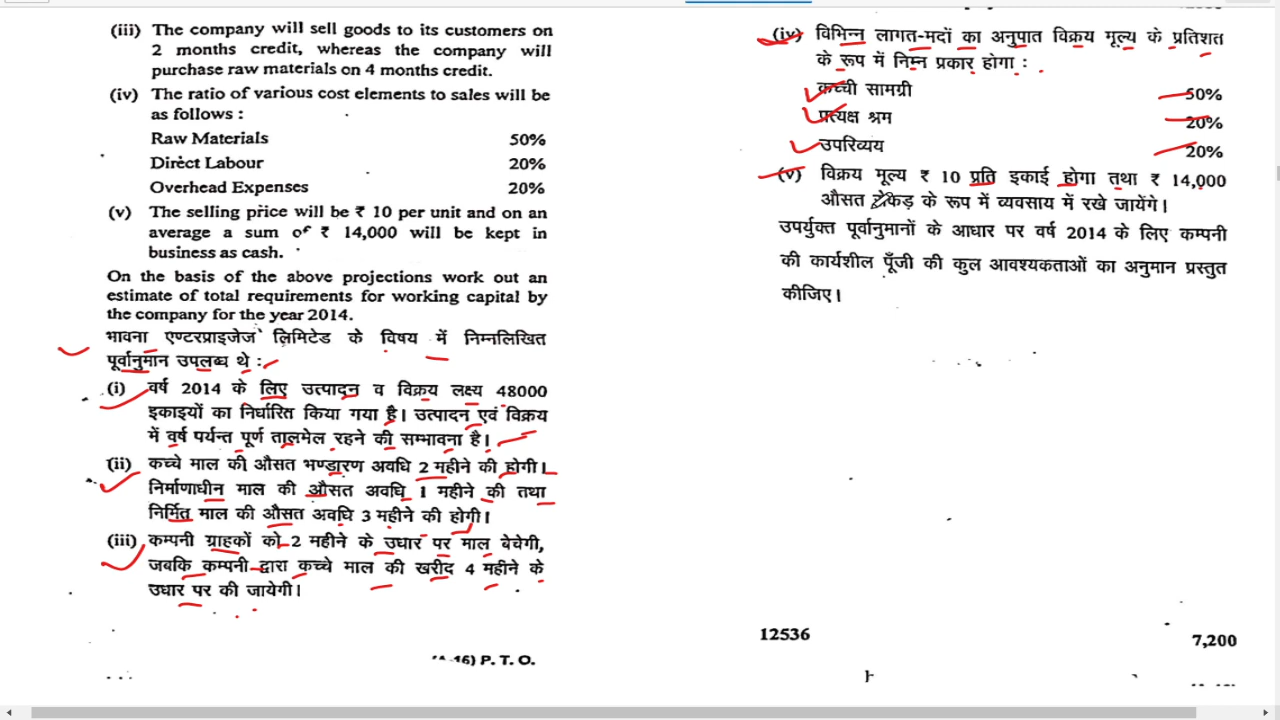 (iii) The company will sell goods to its customers on
2 months credit, whereas the company will
purchase raw materials on 4 months credit.
(iv) The ratio of various cost elements to sales will be
as follows :
Raw Materials 50%
Direct Labour 20%
Overhead Expenses 20%
(v) The selling price will be ₹ 10 per unit and on an
average a sum of ₹ 14,000 will be kept in
business as cash.
On the basis of the above projections work out an
estimate of total requirements for working capital by
the company for the year 2014.
भावना एण्टरप्राइजेज लिमिटेड के विषय में निम्नलिखित
पूर्वानुमान उपलब्ध थे :
(i) वर्ष 2014 के लिए उत्पादन व विक्रय लक्ष्य 48000
इकाइयों का निर्धारित किया गया है। उत्पादन एवं विक्रय
में वर्ष पर्यन्त पूर्ण तालमेल रहने की सम्भावना है।
(ii) कच्चे माल की औसत भण्डारण अवधि 2 महीने की होगी।
निर्माणाधीन माल की औसत अवधि 1 महीने की तथा
निर्मित माल की औसत अवधि 3 महीने की होगी।
(iii) कम्पनी ग्राहकों को 2 महीने के उधार पर माल बेचेगी,
जबकि कम्पनी द्वारा कच्चे माल की खरीद 4 महीने के
उधार पर की जायेगी।
16) P. T. O.
(iv) विभिन्न लागत-मदों का अनुपात विक्रय मूल्य के प्रतिशत
के रूप में निम्न प्रकार होगा :
कच्ची सामग्री 50%
प्रत्यक्ष श्रम 20%
उपरिव्यय 20%
(v) विक्रय मूल्य ₹ 10 प्रति इकाई होगा तथा ₹ 14,000
औसत रोकड़ के रूप में व्यवसाय में रखे जायेंगे।
उपर्युक्त पूर्वानुमानों के आधार पर वर्ष 2014 के लिए कम्पनी
की कार्यशील पूँजी की कुल आवश्यकताओं का अनुमान प्रस्तुत
कीजिए।
12536 7,200